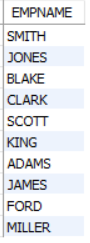 EMPNAME
SMITH
JONES
BLAKE
CLARK
SCOTT
KING
ADAMS
JAMES
FORD
MILLER